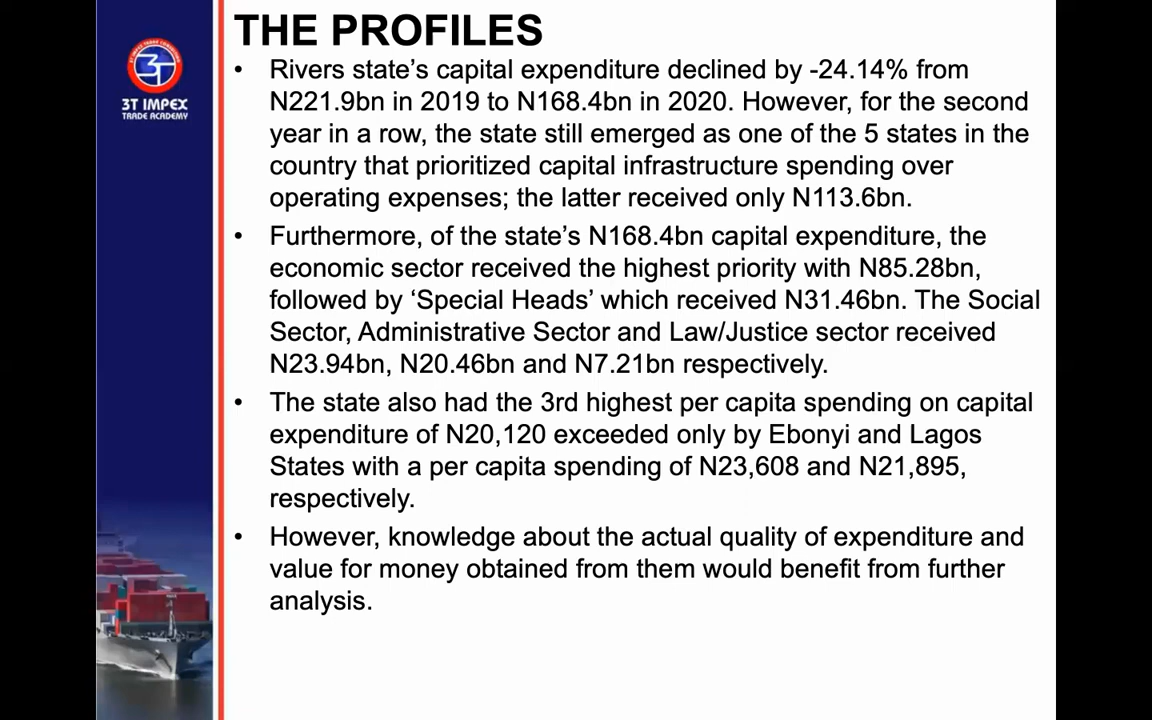 THE PROFILES
3T IMPEX
TRADE ACADEMY
• Rivers state’s capital expenditure declined by -24.14% from
N221.9bn in 2019 to N168.4bn in 2020. However, for the second
year in a row, the state still emerged as one of the 5 states in the
country that prioritized capital infrastructure spending over
operating expenses; the latter received only N113.6bn.
• Furthermore, of the state’s N168.4bn capital expenditure, the
economic sector received the highest priority with N85.28bn,
followed by ‘Special Heads’ which received N31.46bn. The Social
Sector, Administrative Sector and Law/Justice sector received
N23.94bn, N20.46bn and N7.21bn respectively.
• The state also had the 3rd highest per capita spending on capital
expenditure of N20,120 exceeded only by Ebonyi and Lagos
States with a per capita spending of N23,608 and N21,895,
respectively.
• However, knowledge about the actual quality of expenditure and
value for money obtained from them would benefit from further
analysis.